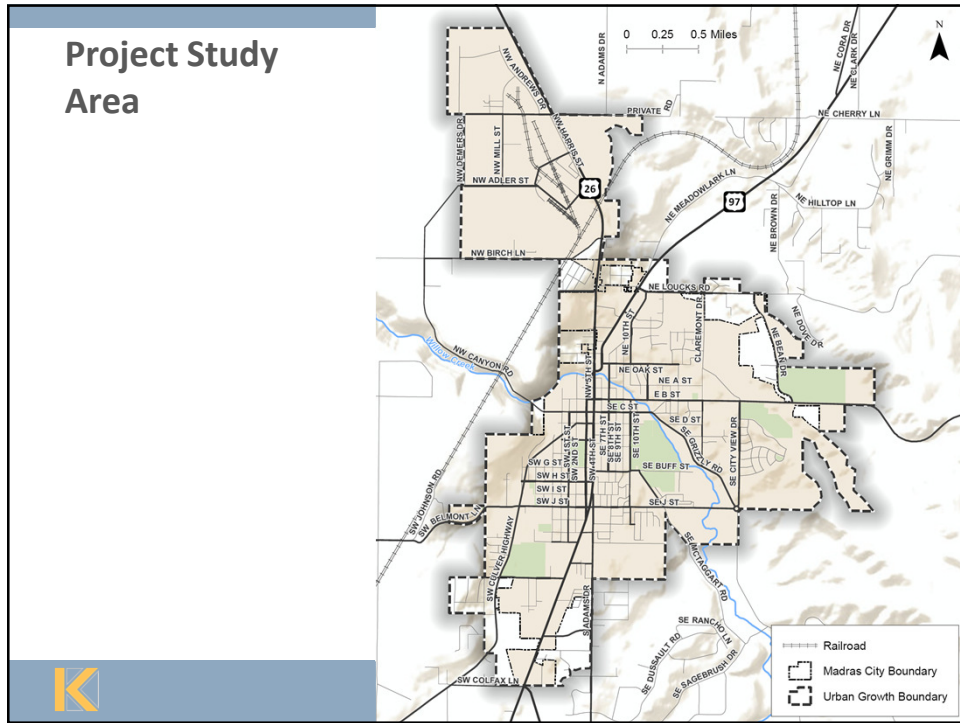 Project Study
Area
0 0.25 0.5 Miles
N
N ADAMS DR
NE CORA DR
NE CLARK DR
NW ANDREWS DR
PRIVATE RD
NE CHERRY LN
NW DEMERS DR
NW MILL ST
NW HARRIS ST
NE GRIMM DR
NW ADLER ST
26
97
NE MEADOWLARK LN
NE HILLTOP LN
NE BROWN DR
NW BIRCH LN
NE LOUCKS RD
NE 10TH ST
CLAREMONT DR
NE DOVE DR
NE BEAN DR
Willow Creek
NW CANYON RD
NW 5TH ST
NE OAK ST
NE A ST
E B ST
SE C ST
SE D ST
SW 1ST ST
SW 2ND ST
SW 4TH ST
SE 7TH ST
SE 8TH ST
SE 9TH ST
SE 10TH ST
SE GRIZZLY RD
SE CITY VIEW DR
SW G ST
SE BUFF ST
SW H ST
SW I ST
SW J ST
SE J ST
SW JOHNSON RD
SW BELMONT LN
SW CULVER HIGHWAY
SE MCTAGGART RD
S ADAMS DR
SE RANCHO LN
SE DUSSAULT RD
SE SAGEBRUSH DR
SW COLFAX LN
Railroad
Madras City Boundary
Urban Growth Boundary
K